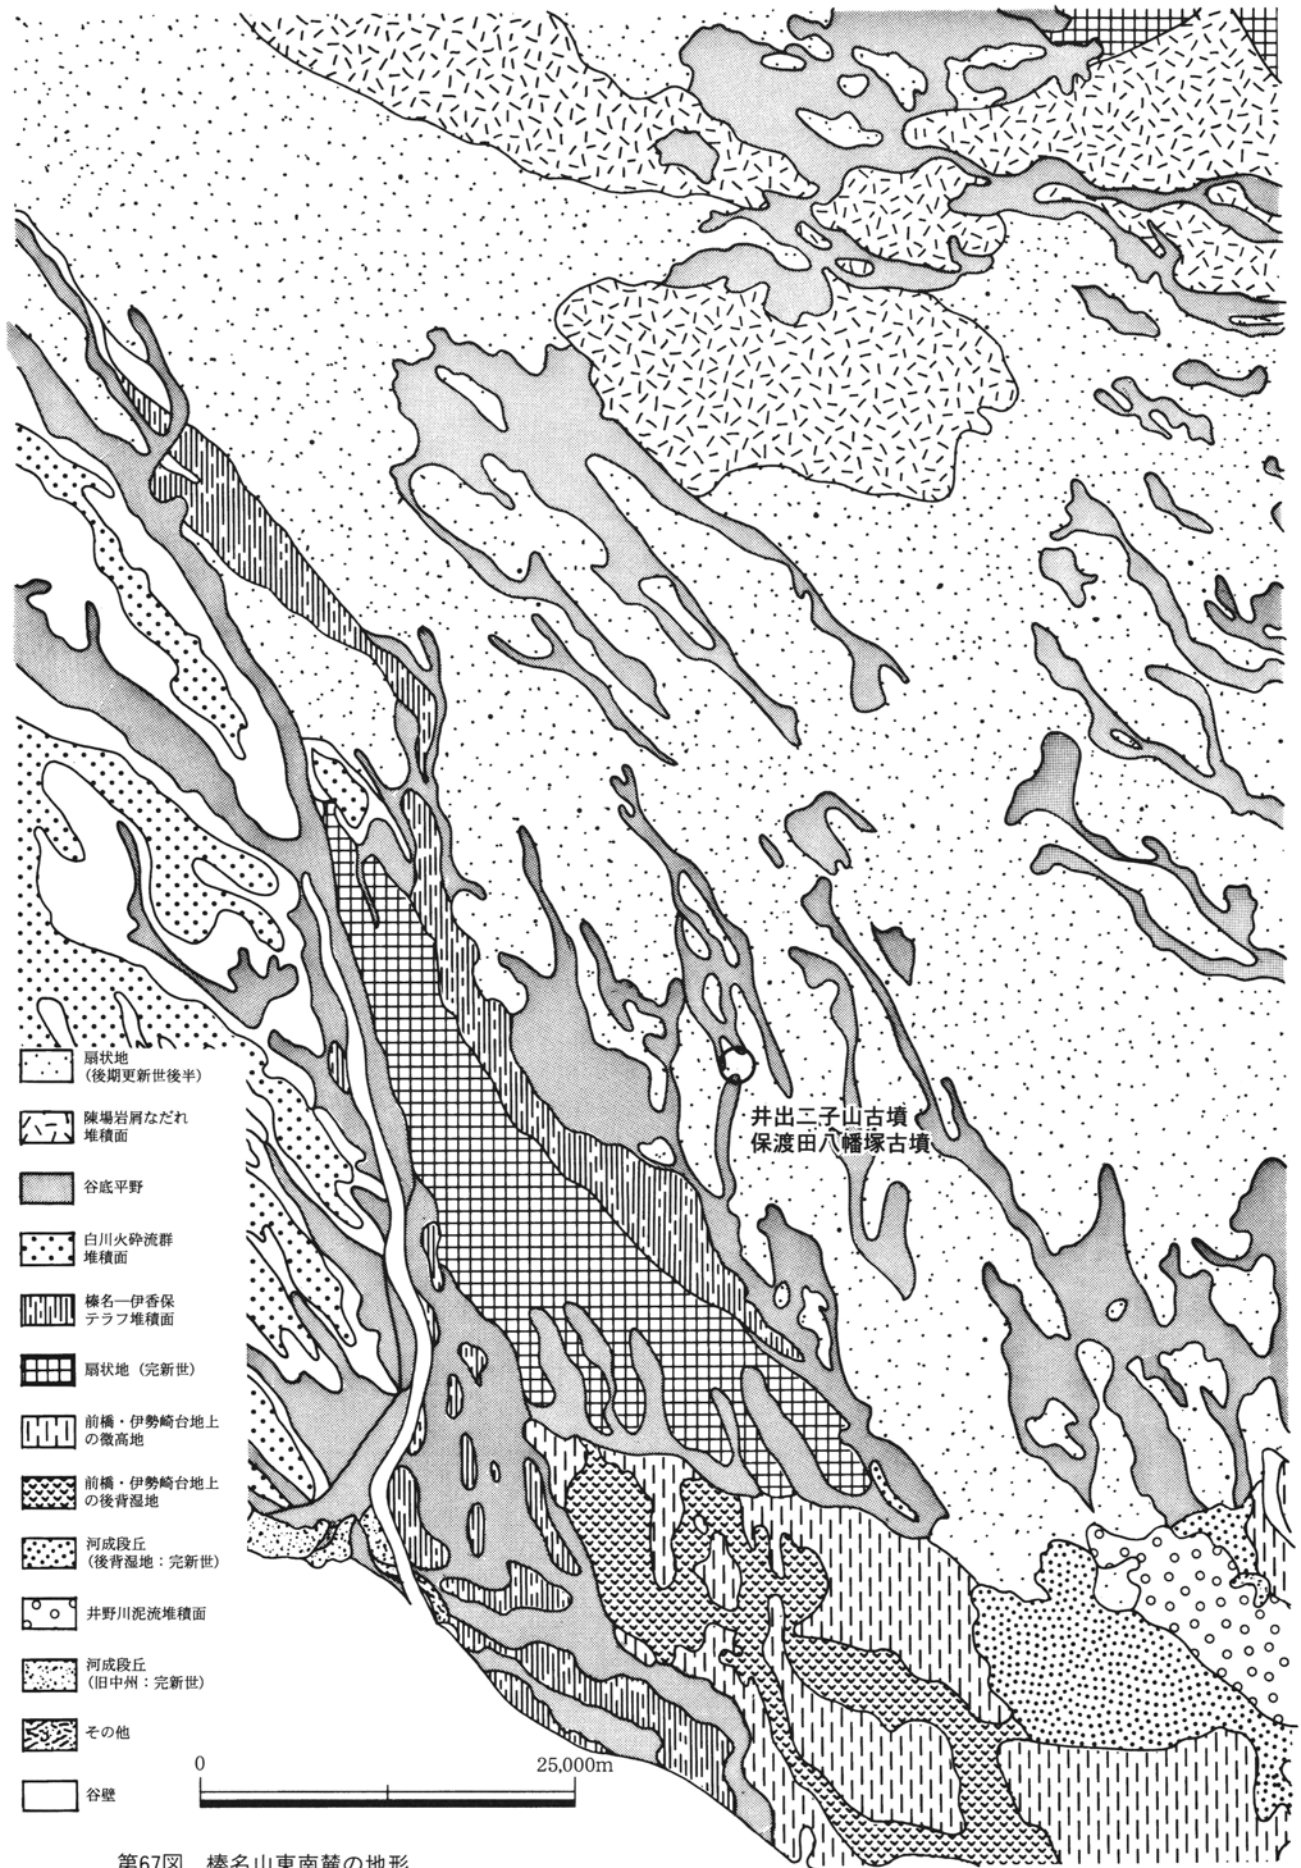 井出二子山古墳
保渡田八幡塚古墳
扇状地
(後期更新世後半)
陳場岩屑なだれ
堆積面
谷底平野
白川火砕流群
堆積面
榛名―伊香保
テラフ堆積面
扇状地(完新世)
前橋・伊勢崎台地上
の微高地
前橋・伊勢崎台地上
の後背湿地
河成段丘
(後背湿地:完新世)
井野川泥流堆積面
河成段丘
(旧中州:完新世)
その他
谷壁
0 25,000m
第67図 榛名山東南麓の地形